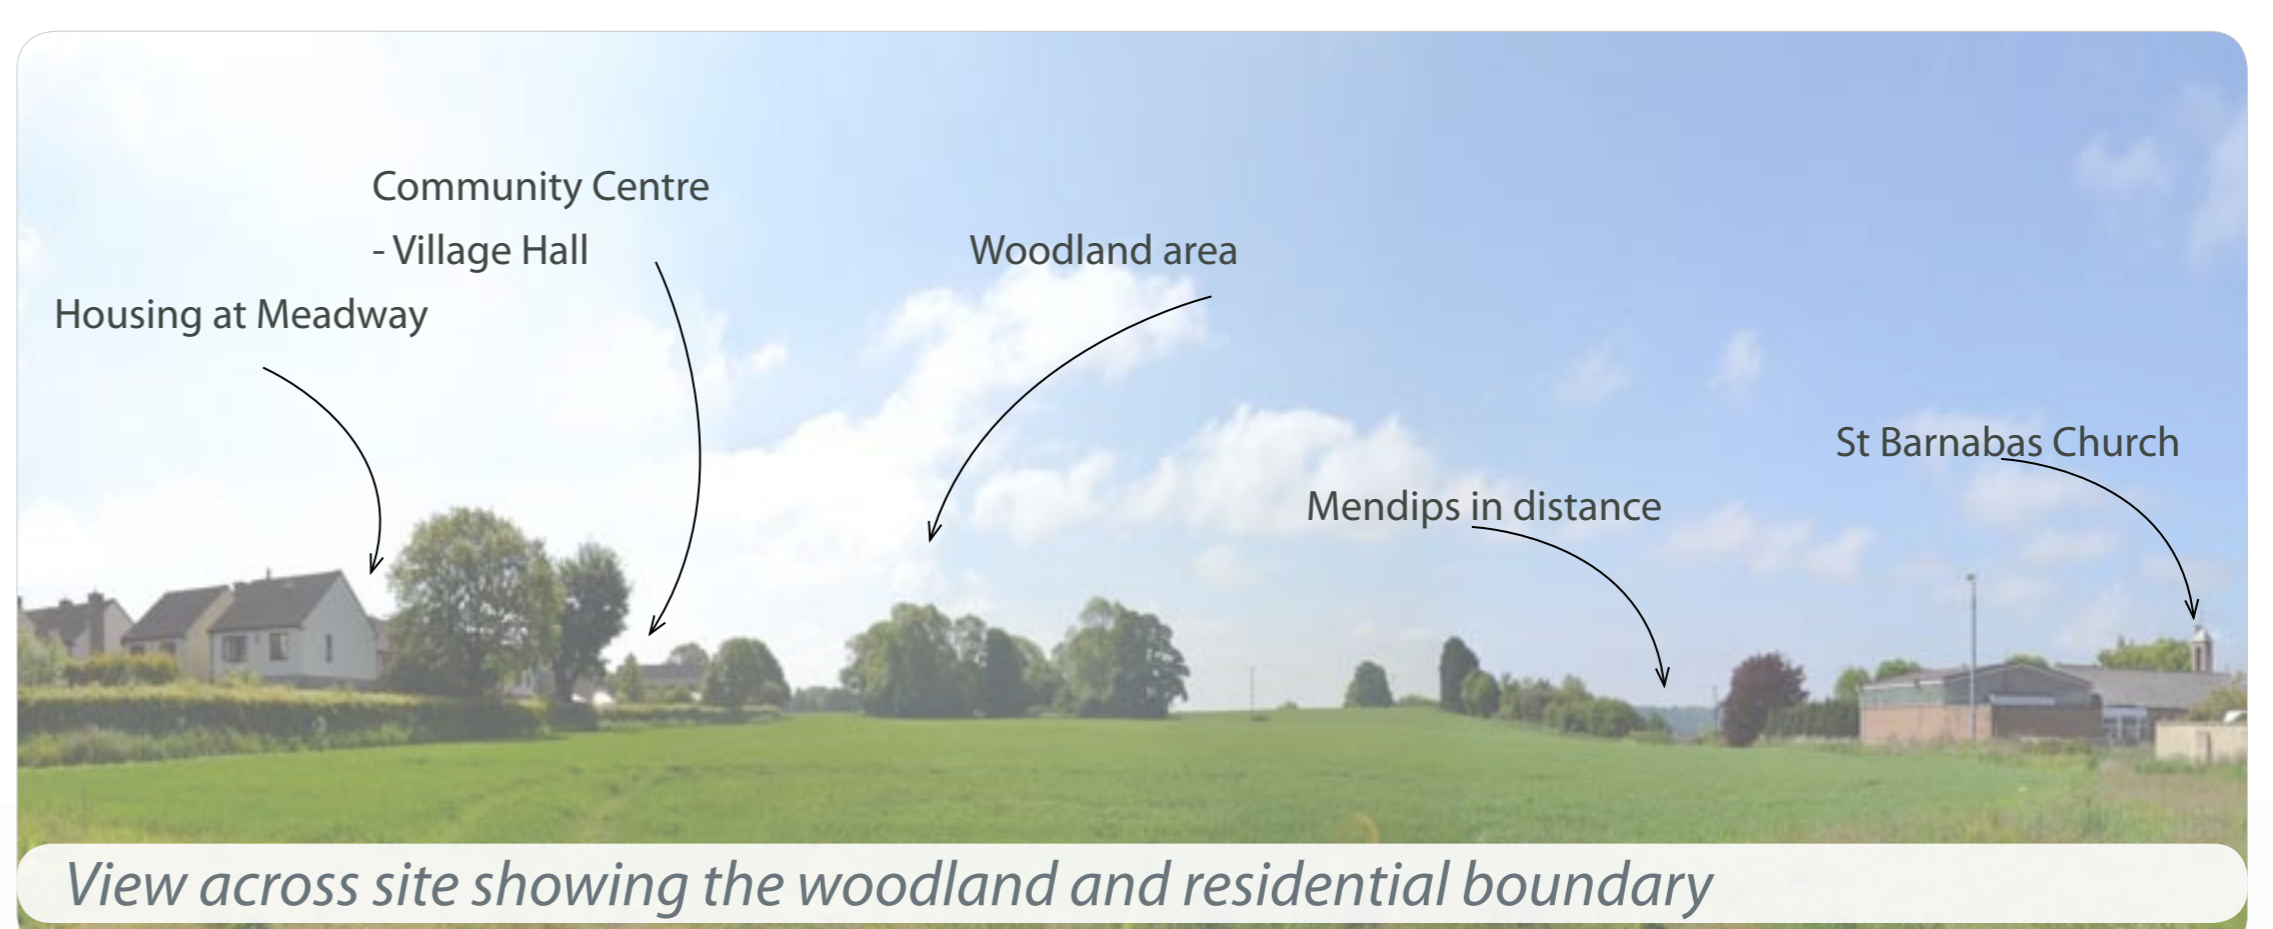 Community Centre
- Village Hall
Woodland area
Housing at Meadway
St Barnabas Church
Mendips in distance
View across site showing the woodland and residential boundary